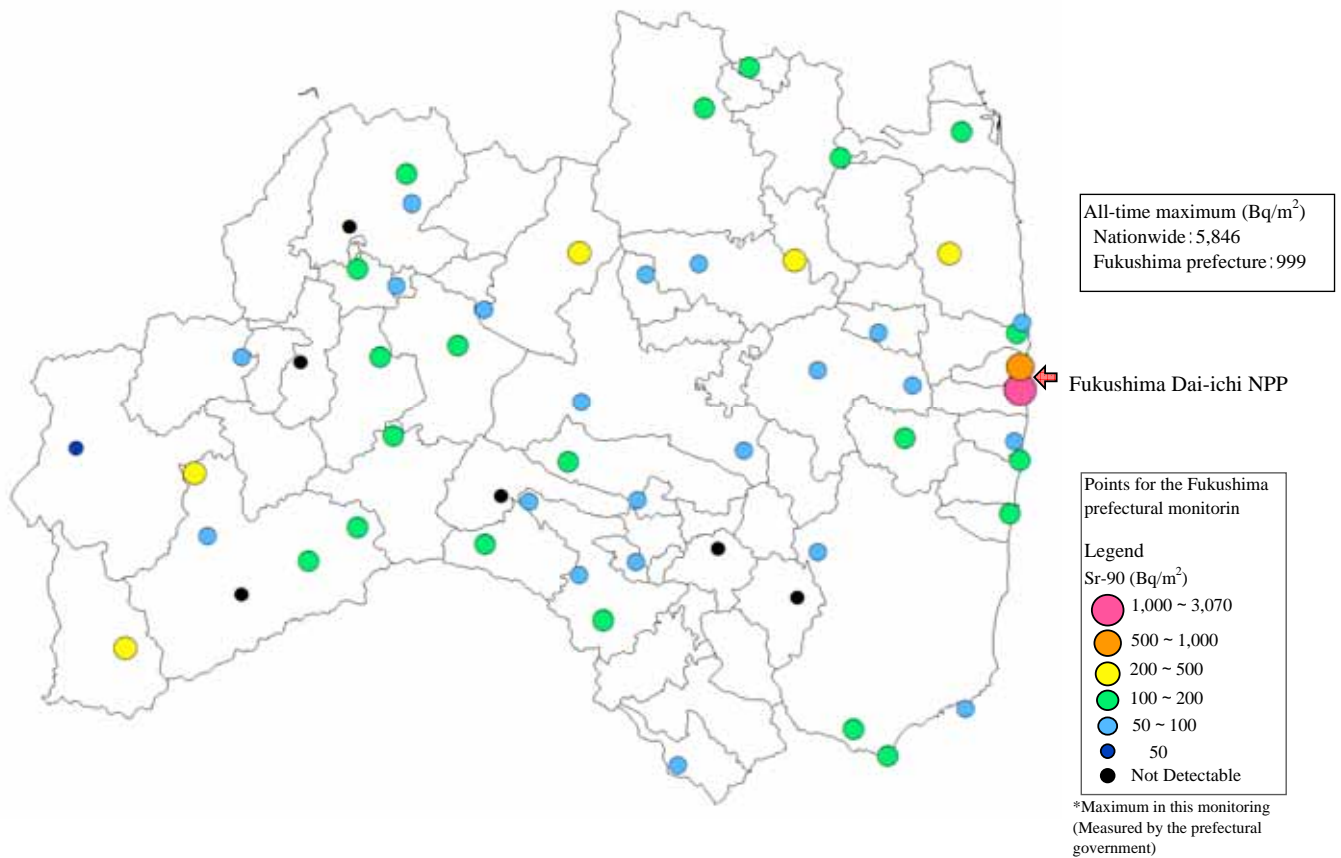 All-time maximum (Bq/m²)
Nationwide：5,846
Fukushima prefecture：999
Fukushima Dai-ichi NPP
Points for the Fukushima
prefectural monitorin
Legend
Sr-90 (Bq/m²)
1,000 ~ 3,070
500 ~ 1,000
200 ~ 500
100 ~ 200
50 ~ 100
50
Not Detectable
*Maximum in this monitoring
(Measured by the prefectural
government)